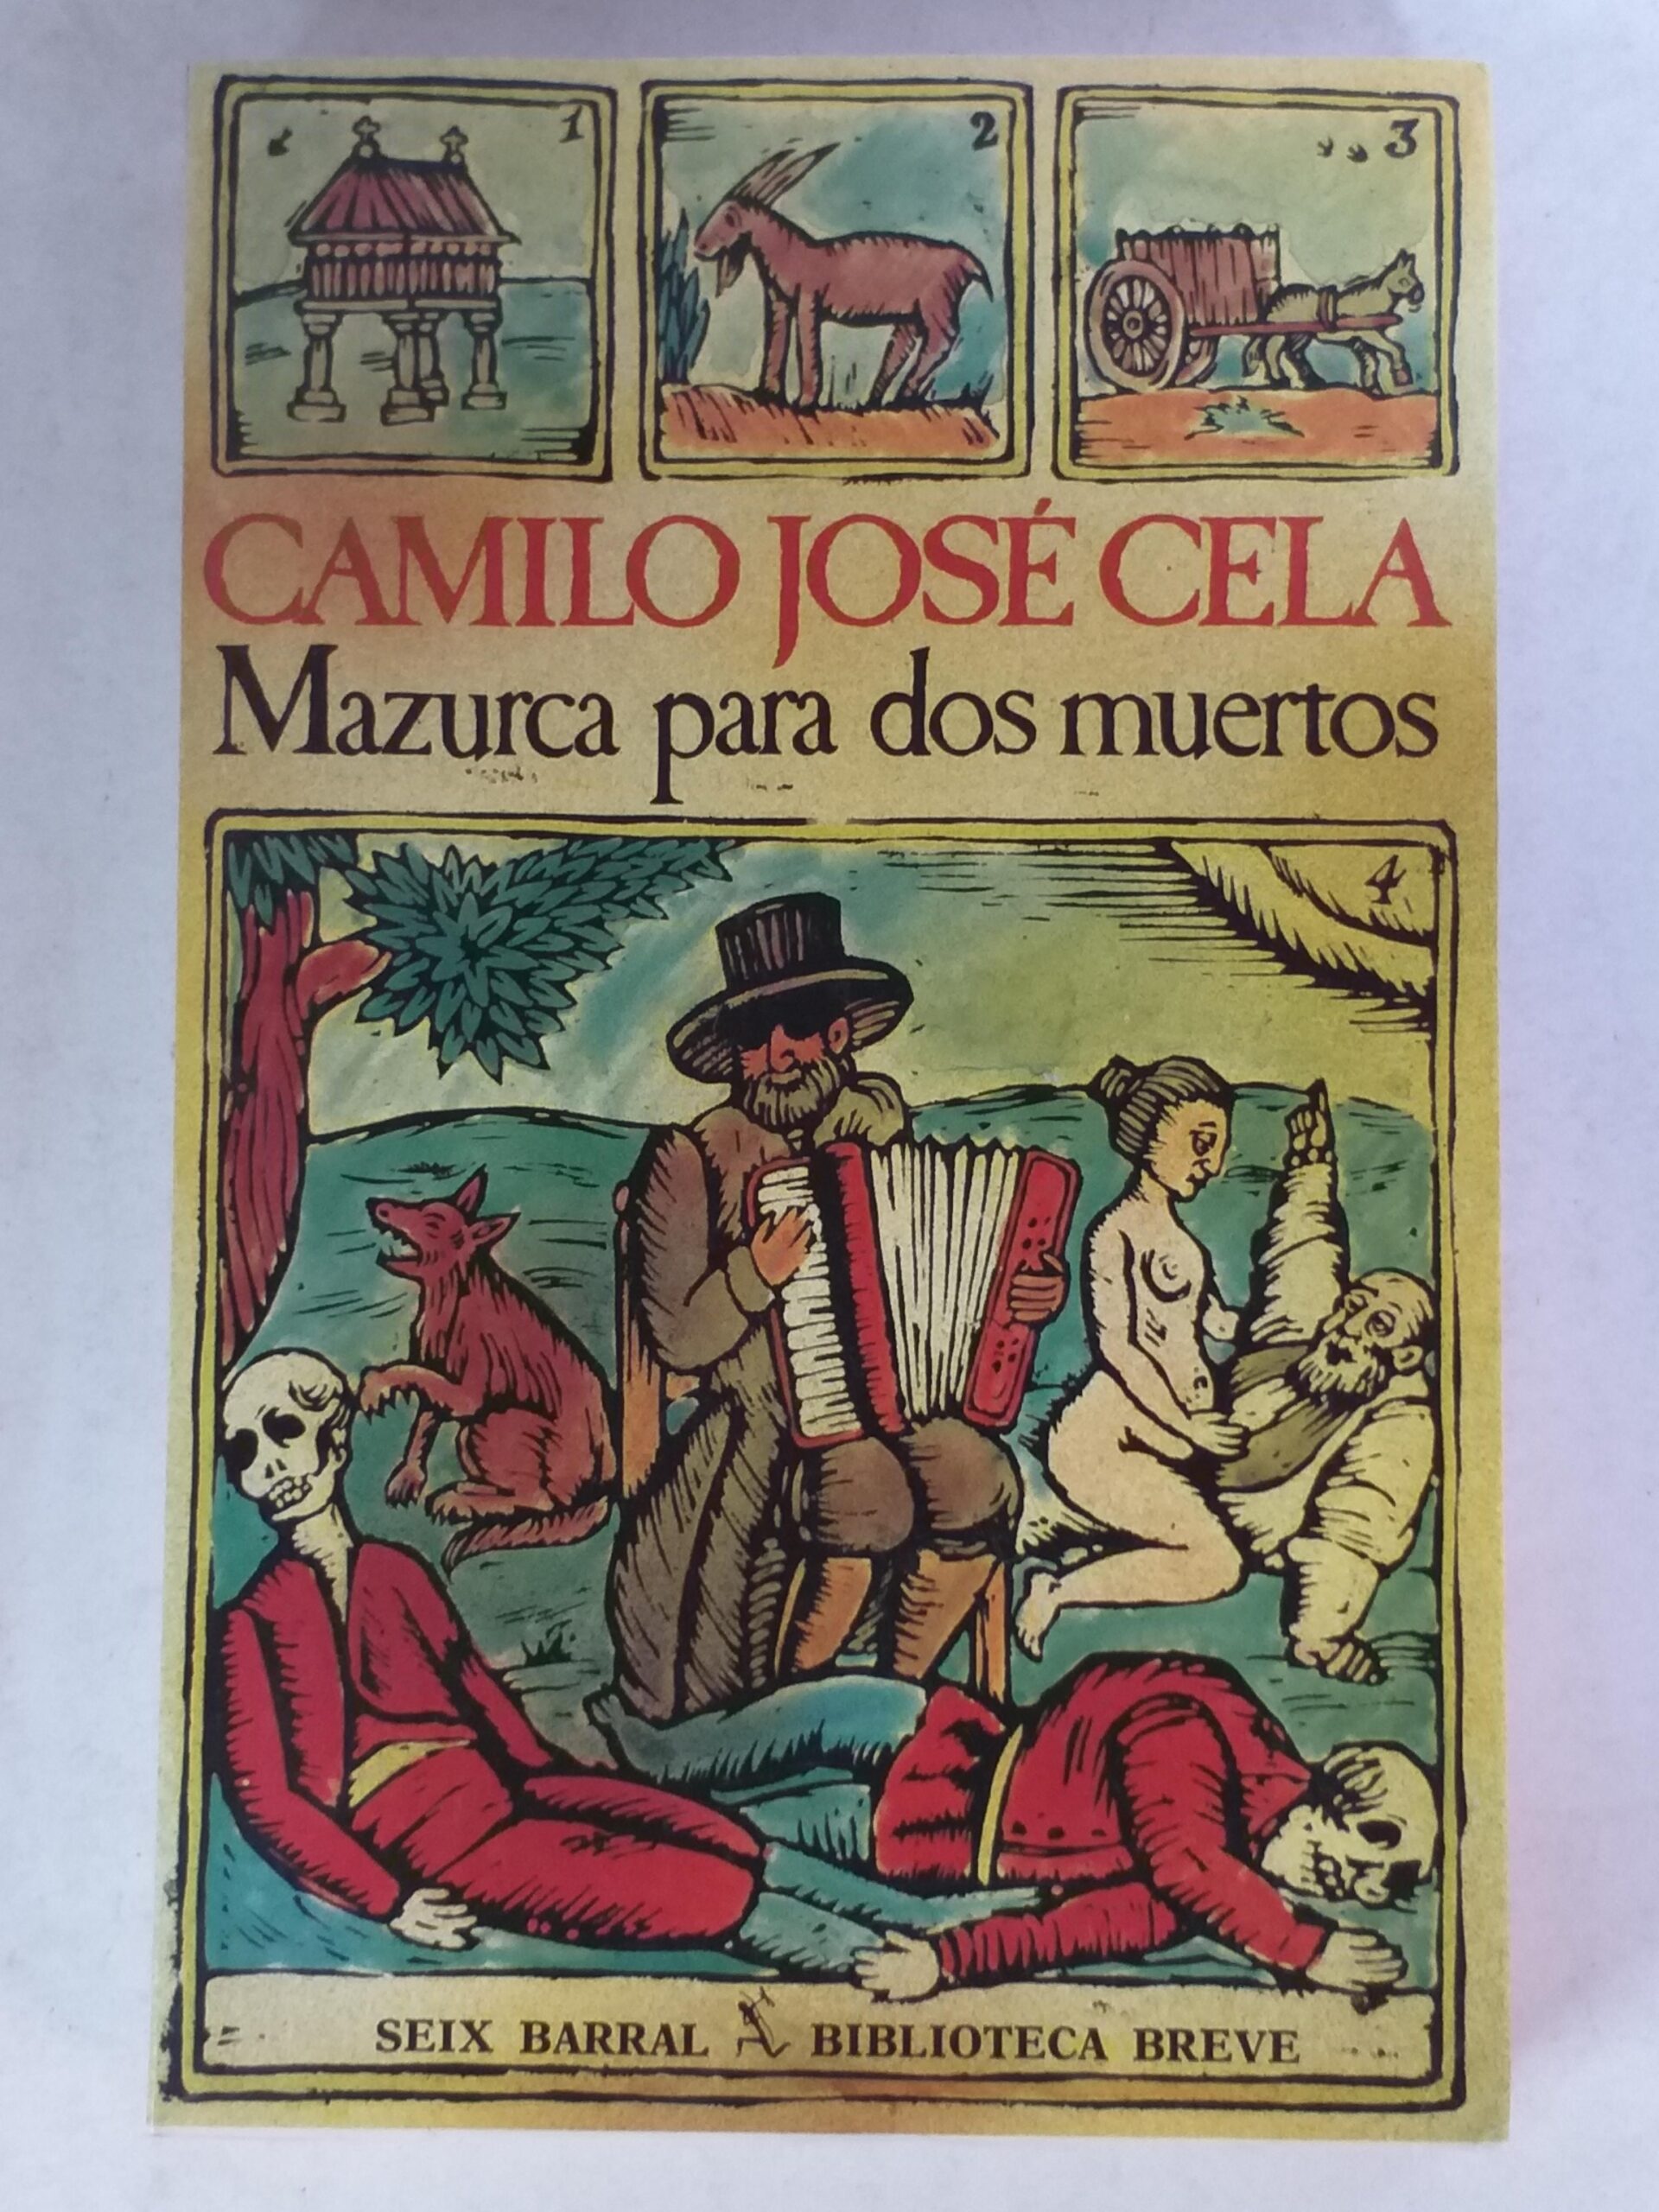 1
2
3
CAMILO JOSÉ CELA
Mazurca para dos muertos
4
SEIX BARRAL BIBLIOTECA BREVE